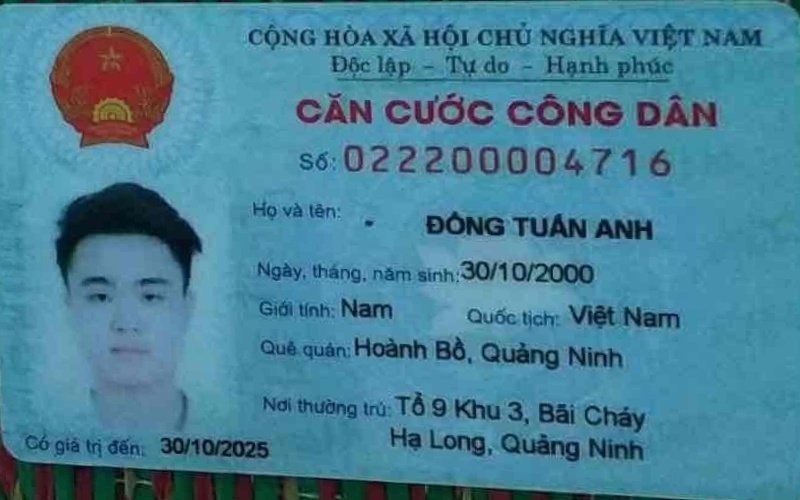 CỘNG HÒA XÃ HỘI CHỦ NGHĨA VIỆT NAM
Độc lập - Tự do - Hạnh phúc
CĂN CƯỚC CÔNG DÂN
Số: 022200004716
Họ và tên: ĐỒNG TUẤN ANH
Ngày, tháng, năm sinh: 30/10/2000
Giới tính: Nam Quốc tịch: Việt Nam
Quê quán: Hoành Bồ, Quảng Ninh
Nơi thường trú: Tổ 9 Khu 3, Bãi Cháy
Hạ Long, Quảng Ninh
Có giá trị đến: 30/10/2025